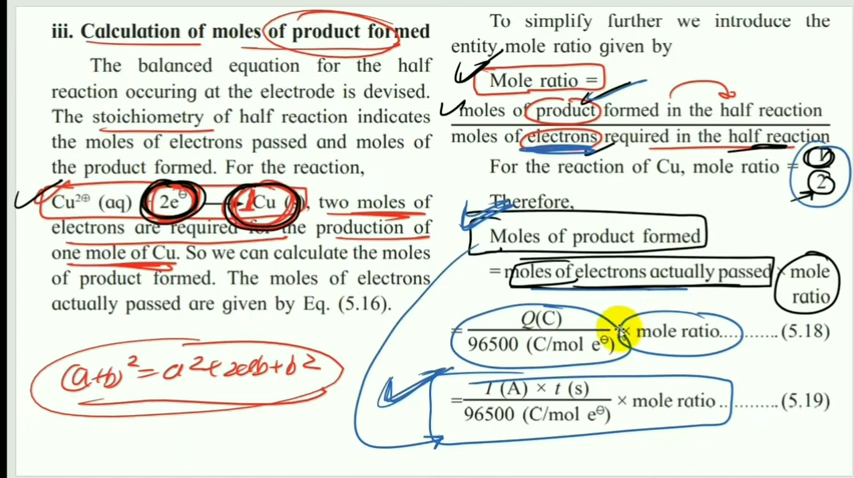 iii. Calculation of moles of product formed
The balanced equation for the half
reaction occuring at the electrode is devised.
The stoichiometry of half reaction indicates
the moles of electrons passed and moles of
the product formed. For the reaction,
Cu²⊕ (aq) 2e⊖ → 1 Cu , two moles of
electrons are required for the production of
one mole of Cu. So we can calculate the moles
of product formed. The moles of electrons
actually passed are given by Eq. (5.16).
(a+b)² = a²+2ab+b²
To simplify further we introduce the
entity mole ratio given by
Mole ratio =
moles of product formed in the half reaction
moles of electrons required in the half reaction
For the reaction of Cu, mole ratio = 1
2
Therefore,
Moles of product formed
= moles of electrons actually passed × mole
ratio
= Q(C)
96500 (C/mol e⊖) × mole ratio.......... (5.18)
= I (A) × t (s)
96500 (C/mol e⊖) × mole ratio ........... (5.19)